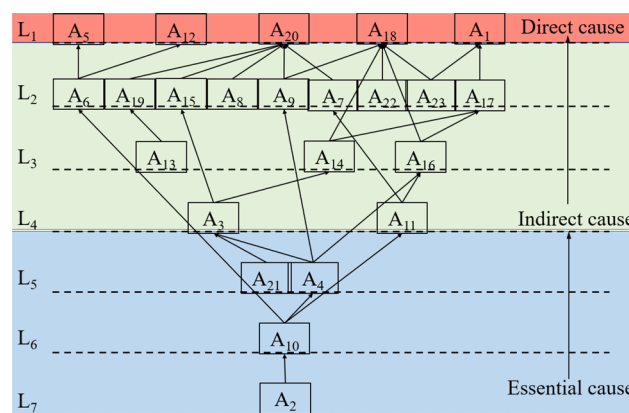 L1 A5 A12 A20 A18 A1 Direct cause
L2 A6 A19 A15 A8 A9 A7 A22 A23 A17
L3 A13 A14 A16
L4 A3 A11 Indirect cause
L5 A21 A4
L6 A10
Essential cause
L7 A2